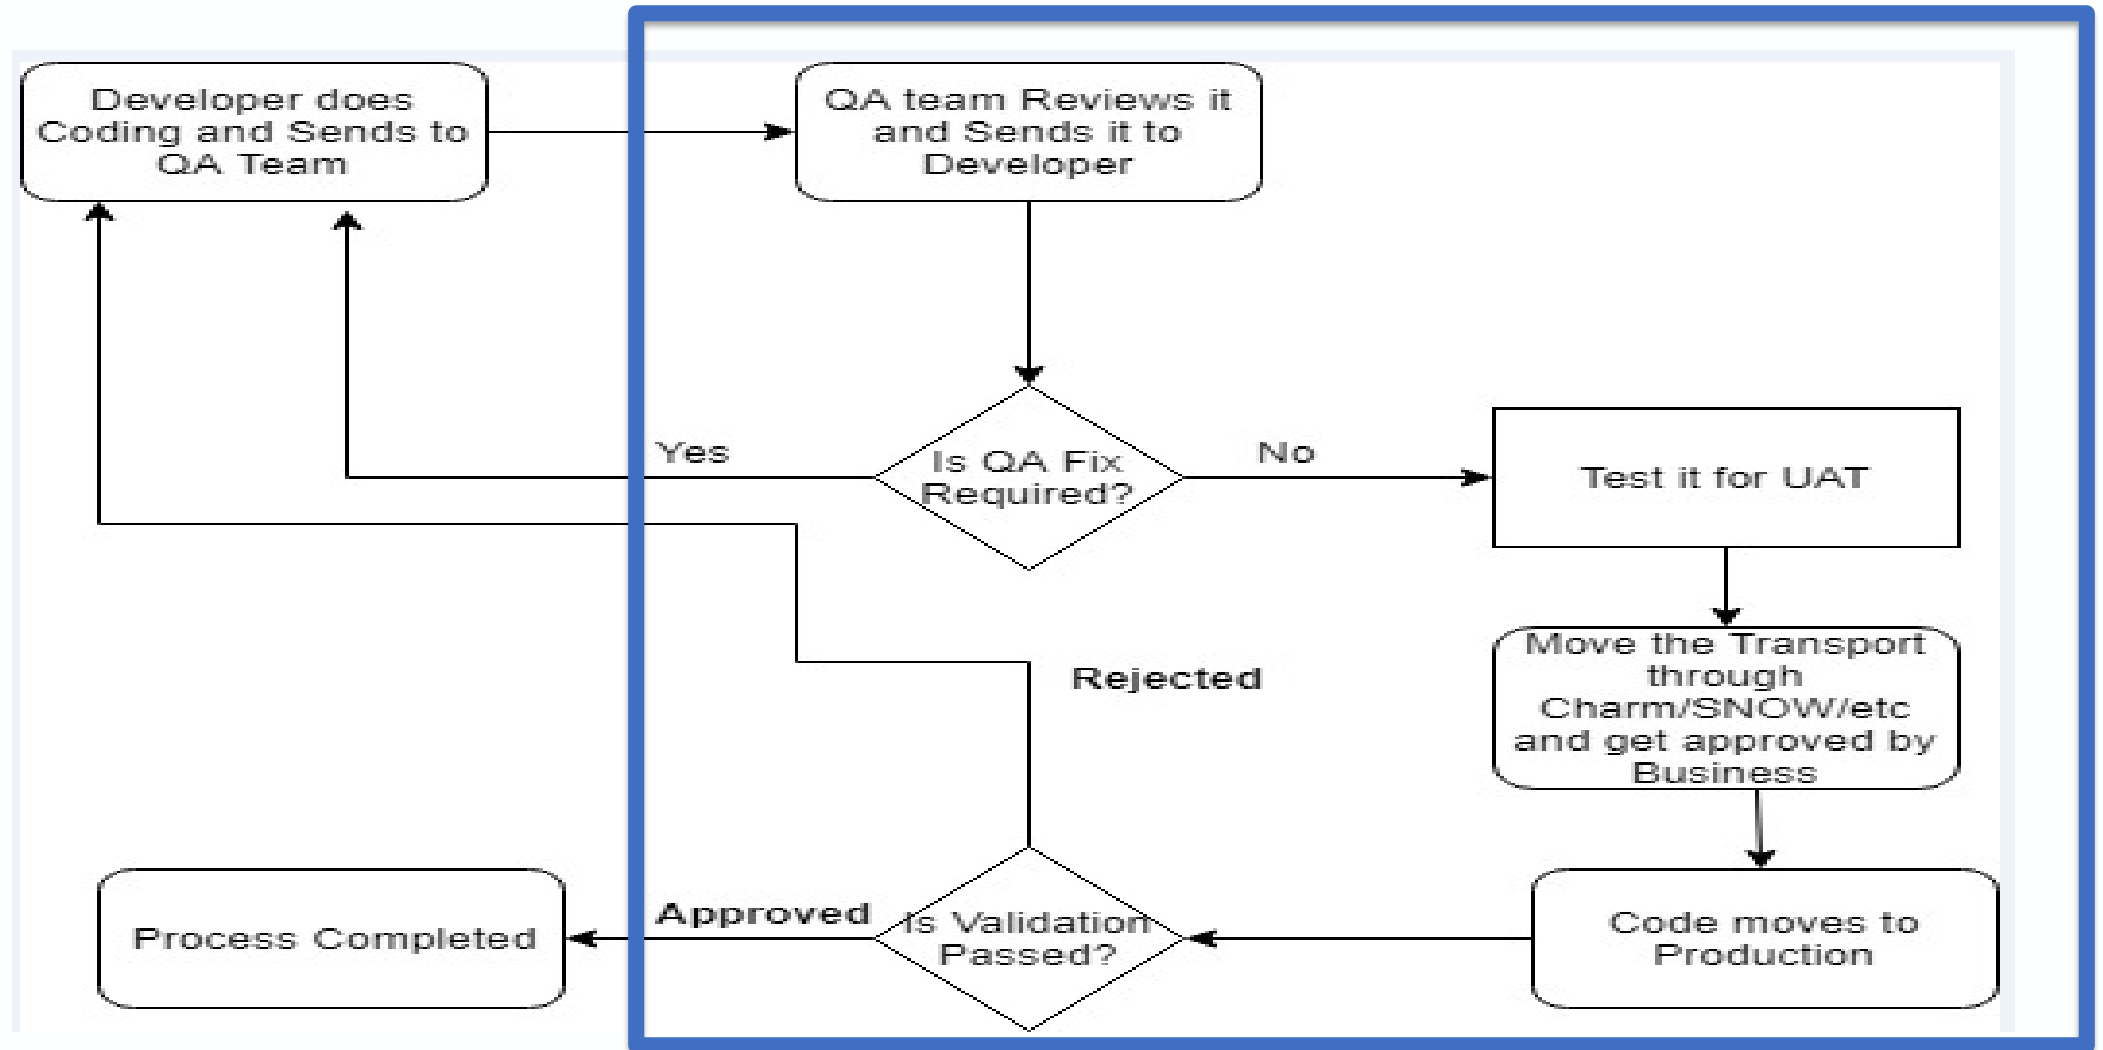 Developer does
Coding and Sends to
QA Team
QA team Reviews it
and Sends it to
Developer
Yes
Is QA Fix
Required?
No
Test it for UAT
Rejected
Move the Transport
through
Charm/SNOW/etc
and get approved by
Business
Process Completed
Approved
Is Validation
Passed?
Code moves to
Production